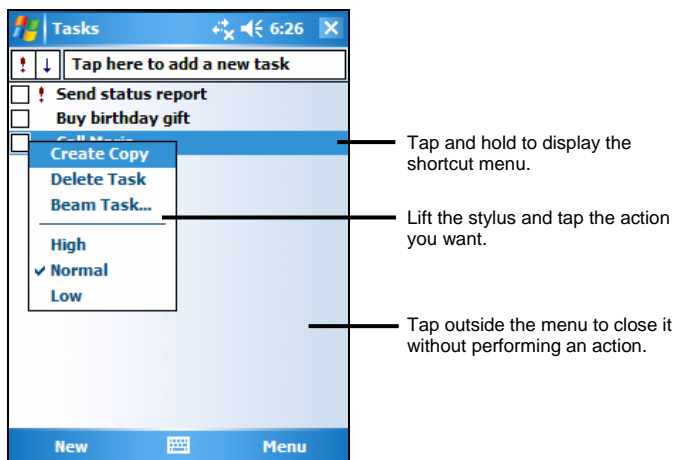 Tasks 6:26
! ↓ Tap here to add a new task
! Send status report
Buy birthday gift
Call Maria
Create Copy
Delete Task
Beam Task...
High
✓ Normal
Low
New Menu
Tap and hold to display the
shortcut menu.
Lift the stylus and tap the action
you want.
Tap outside the menu to close it
without performing an action.